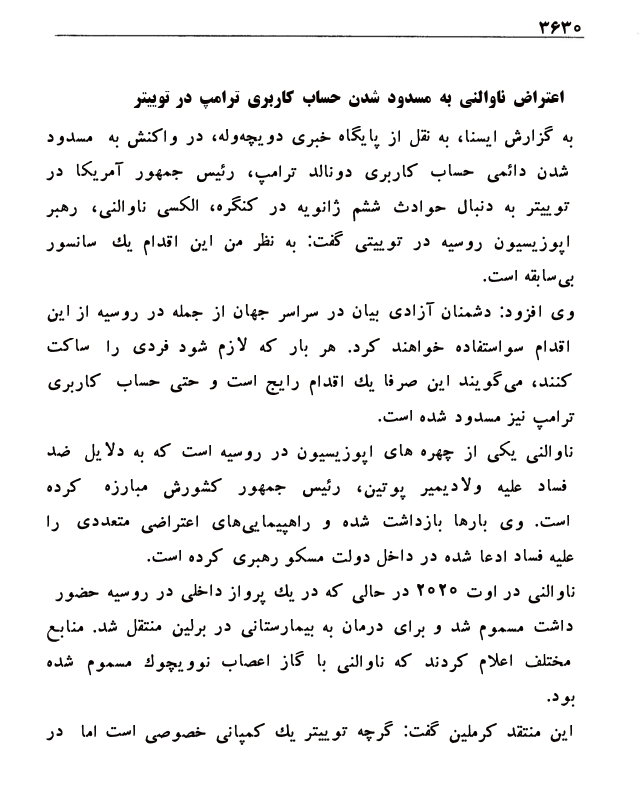 ۳۶۳۰
اعتراض ناوالنی به مسدود شدن حساب کاربری ترامپ در توییتر
به گزارش ایسنا، به نقل از پایگاه خبری دویچه‌وله، در واکنش به مسدود
شدن دائمی حساب کاربری دونالد ترامپ، رئیس جمهور آمریکا در
توییتر به دنبال حوادث ششم ژانویه در کنگره، الکسی ناوالنی، رهبر
اپوزیسیون روسیه در توییتی گفت: به نظر من این اقدام یك سانسور
بی‌سابقه است.
وی افزود: دشمنان آزادی بیان در سراسر جهان از جمله در روسیه از این
اقدام سواستفاده خواهند کرد. هر بار که لازم شود فردی را ساکت
کنند، می‌گویند این صرفا یك اقدام رایج است و حتی حساب کاربری
ترامپ نیز مسدود شده است.
ناوالنی یکی از چهره های اپوزیسیون در روسیه است که به دلایل ضد
فساد علیه ولادیمیر پوتین، رئیس جمهور کشورش مبارزه کرده
است. وی بارها بازداشت شده و راهپیمایی‌های اعتراضی متعددی را
علیه فساد ادعا شده در داخل دولت مسکو رهبری کرده است.
ناوالنی در اوت ۲۰۲۰ در حالی که در یك پرواز داخلی در روسیه حضور
داشت مسموم شد و برای درمان به بیمارستانی در برلین منتقل شد. منابع
مختلف اعلام کردند که ناوالنی با گاز اعصاب نوویچوك مسموم شده
بود.
این منتقد کرملین گفت: گرچه توییتر یك کمپانی خصوصی است اما در